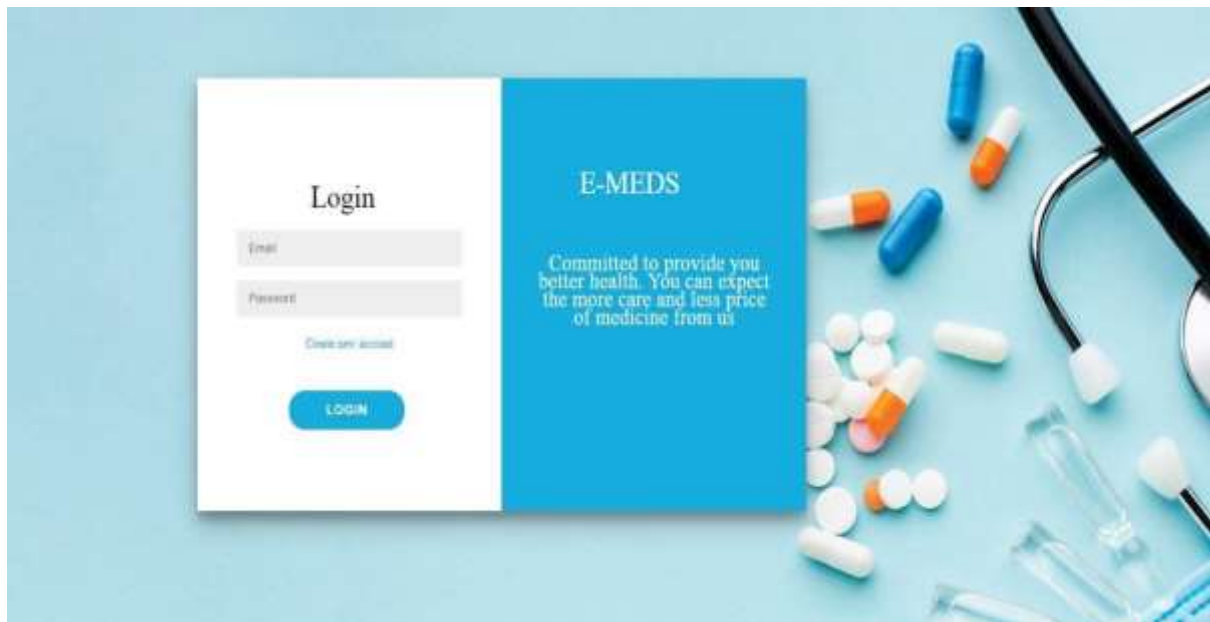 Login
Email
Password
Create new account
LOGIN
E-MEDS
Committed to provide you
better health. You can expect
the more care and less price
of medicine from us